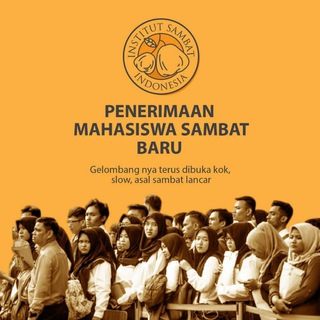 INSTITUT SAMBAT
INDONESIA
PENERIMAAN
MAHASISWA SAMBAT
BARU
Gelombang nya terus dibuka kok,
slow, asal sambat lancar